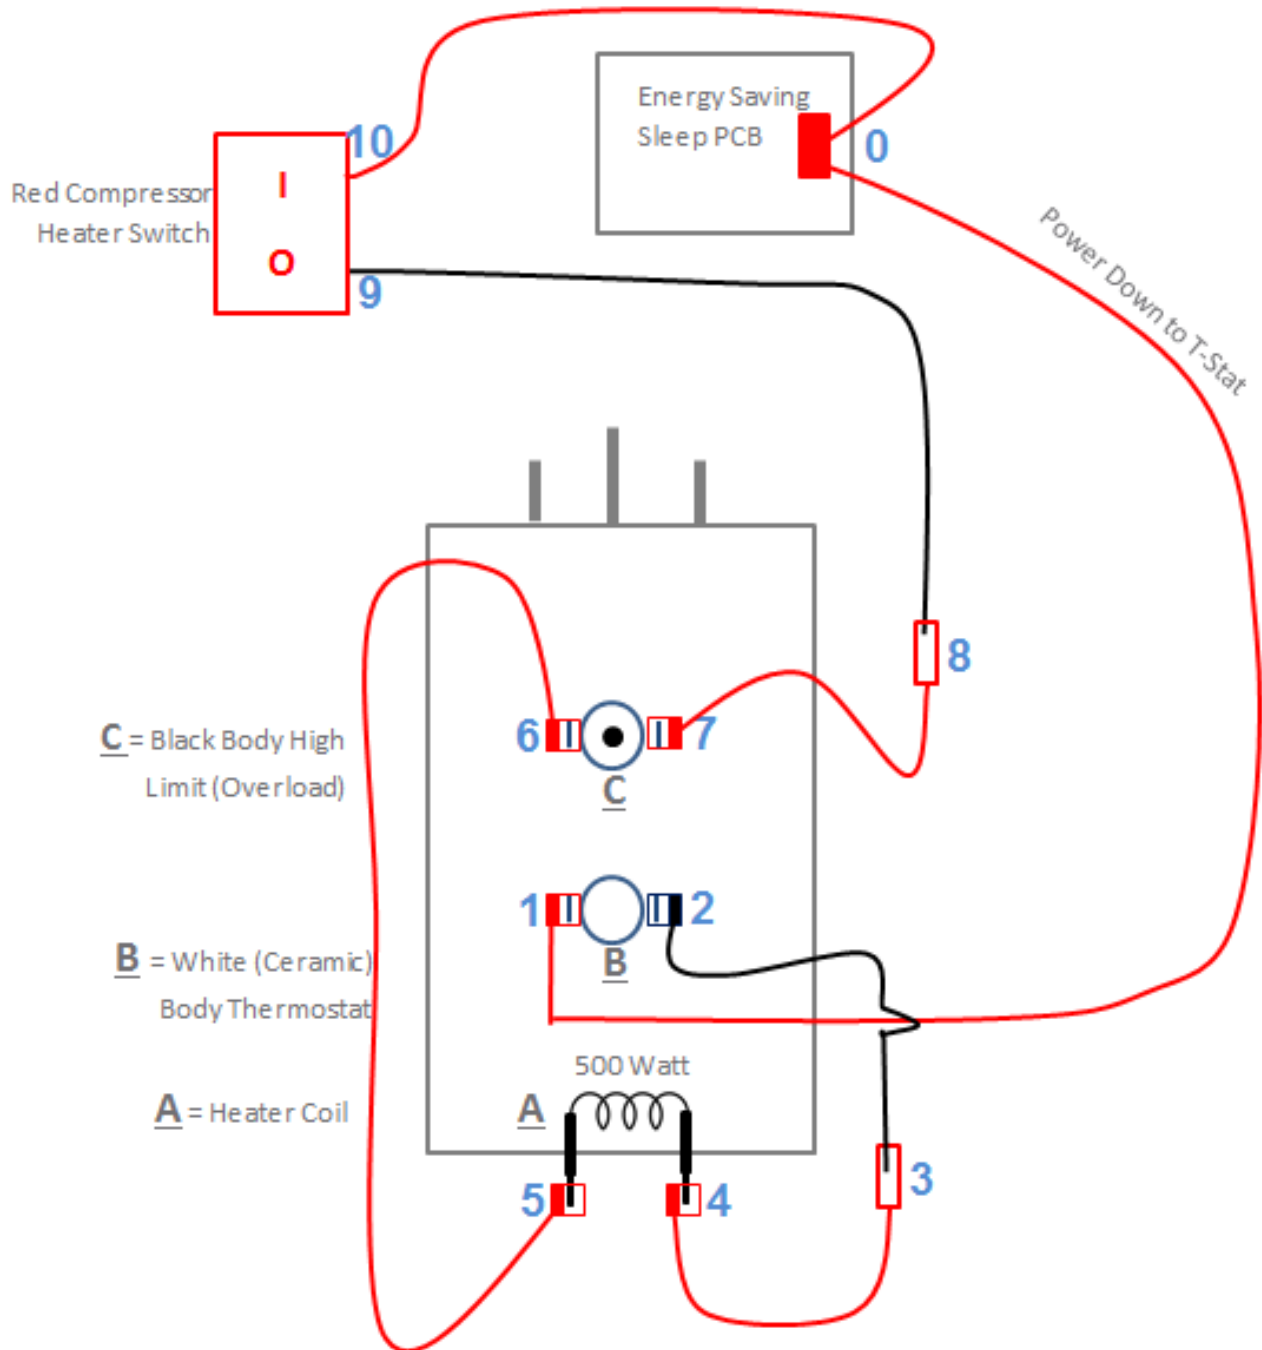 Energy Saving
Sleep PCB
0
10
I
O
Red Compressor
Heater Switch
9
Power Down to T-Stat
8
6
7
C
C = Black Body High
Limit (Overload)
1
2
B
B = White (Ceramic)
Body Thermostat
500 Watt
A
A = Heater Coil
3
5
4